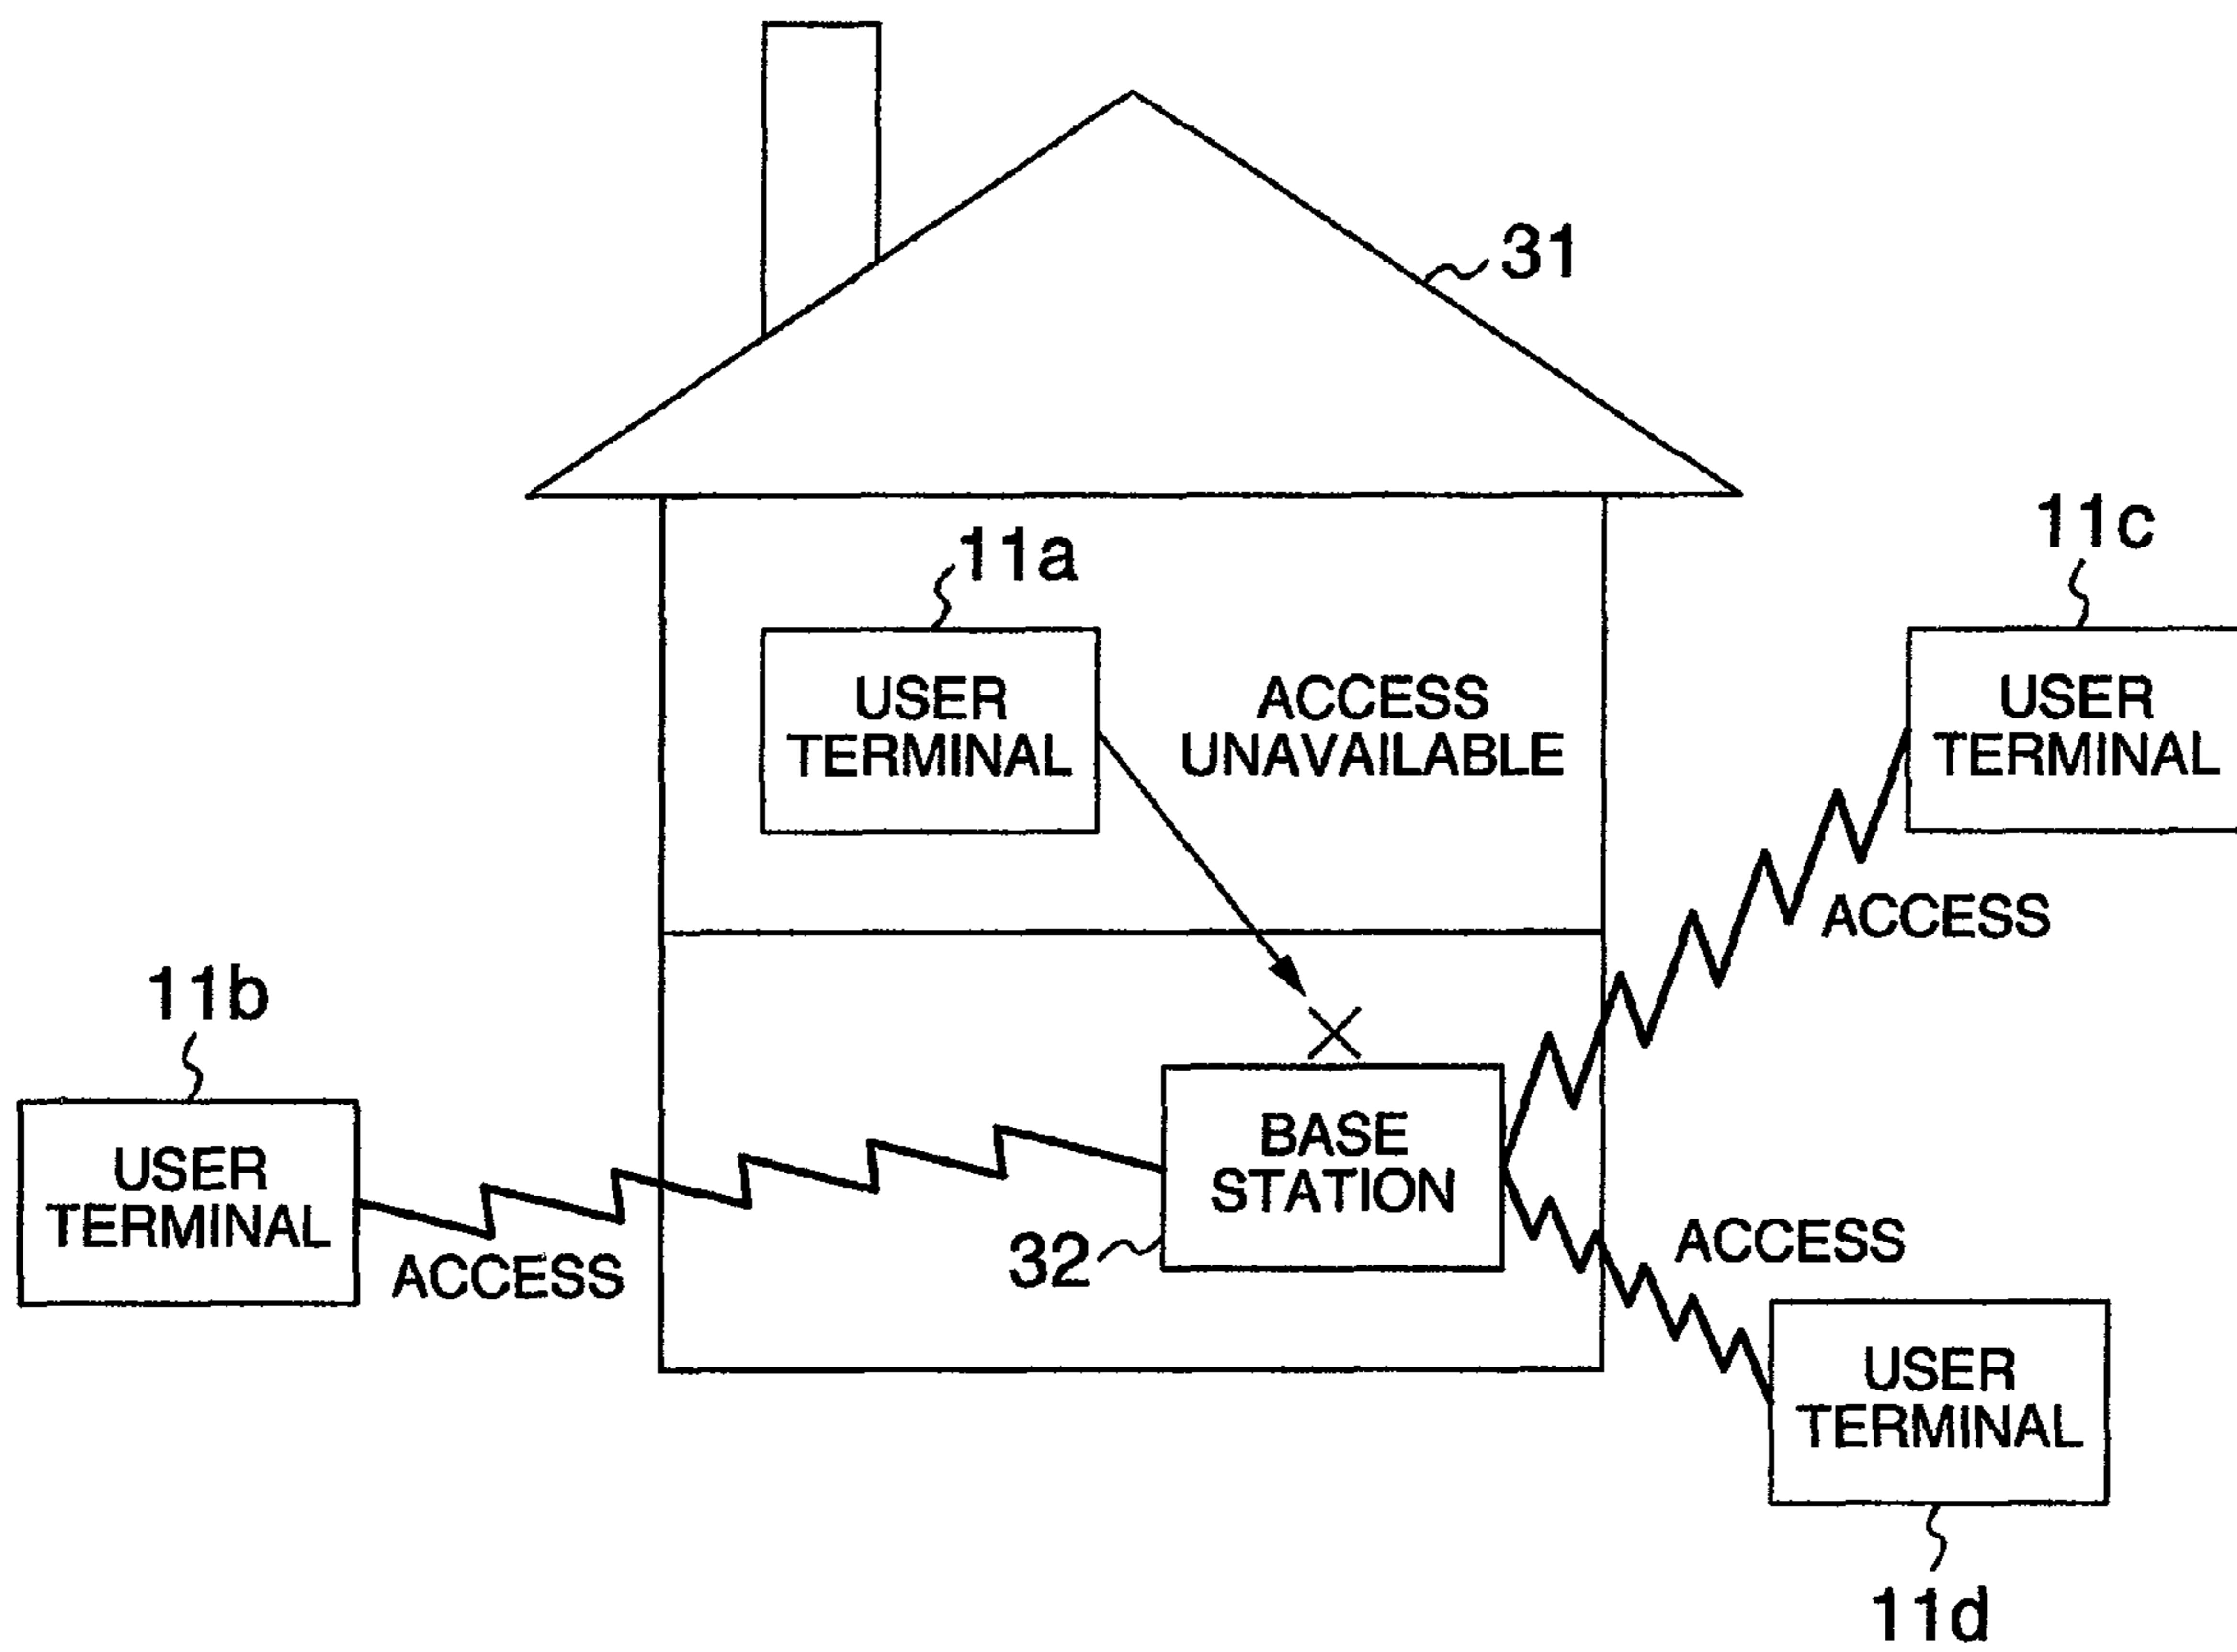 31
11a
USER
TERMINAL
ACCESS
UNAVAILABLE
11c
USER
TERMINAL
ACCESS
11b
USER
TERMINAL
ACCESS
BASE
STATION
32
ACCESS
USER
TERMINAL
11d